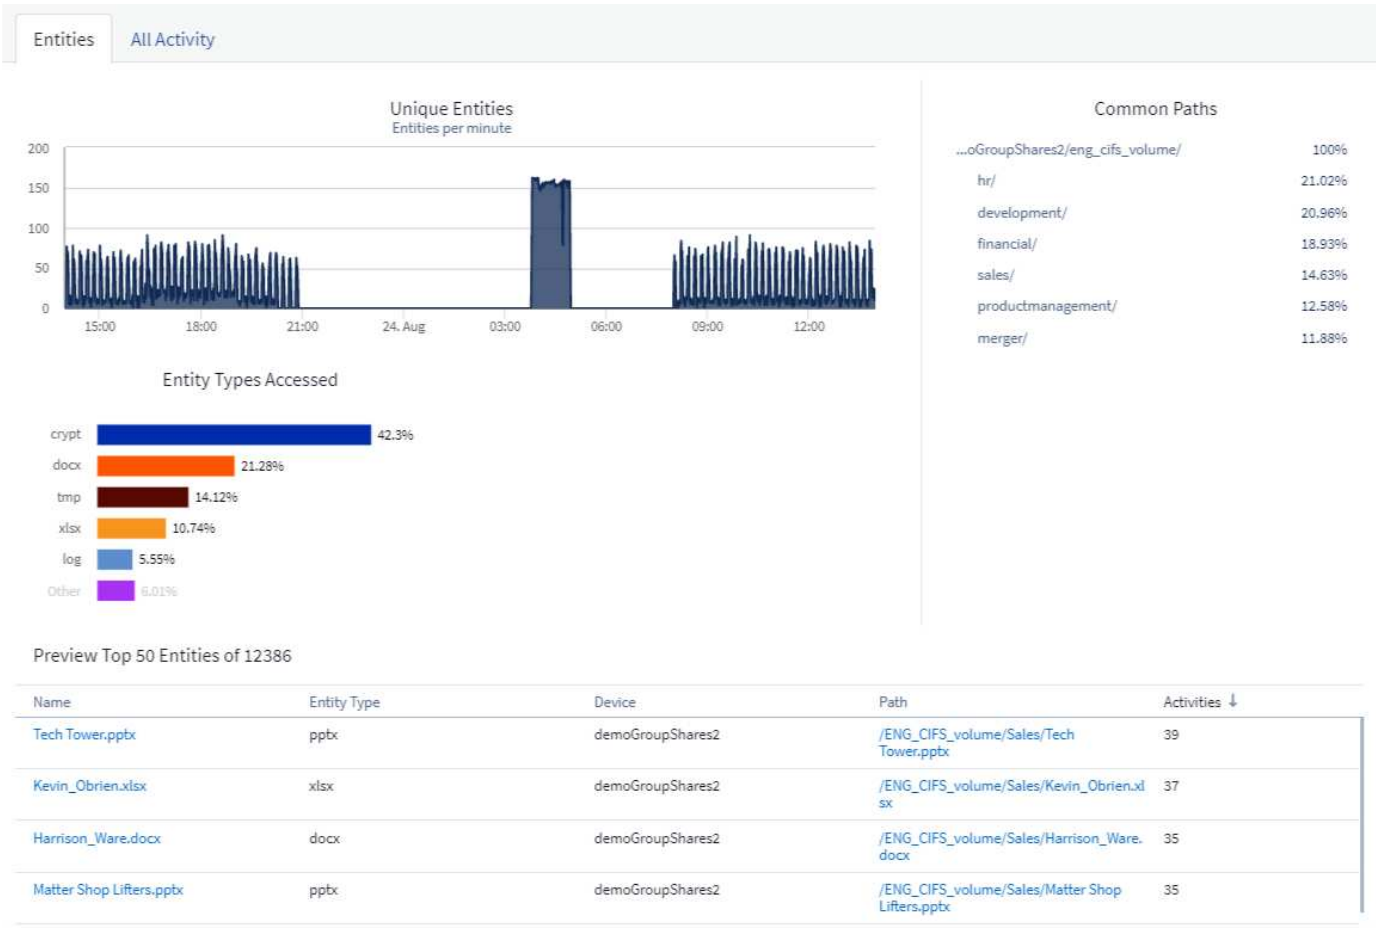 Entities
All Activity
Unique Entities
Entities per minute
200
150
100
50
0
15:00
18:00
21:00
24. Aug
03:00
06:00
09:00
12:00
Common Paths
...oGroupShares2/eng_cifs_volume/ 100%
hr/ 21.02%
development/ 20.96%
financial/ 18.93%
sales/ 14.63%
productmanagement/ 12.58%
merger/ 11.88%
Entity Types Accessed
crypt 42.3%
docx 21.28%
tmp 14.12%
xlsx 10.74%
log 5.55%
Other 6.01%
Preview Top 50 Entities of 12386
Name Entity Type Device Path Activities ↓
Tech Tower.pptx pptx demoGroupShares2 /ENG_CIFS_volume/Sales/Tech 39
Tower.pptx
Kevin_Obrien.xlsx xlsx demoGroupShares2 /ENG_CIFS_volume/Sales/Kevin_Obrien.xl 37
sx
Harrison_Ware.docx docx demoGroupShares2 /ENG_CIFS_volume/Sales/Harrison_Ware. 35
docx
Matter Shop Lifters.pptx pptx demoGroupShares2 /ENG_CIFS_volume/Sales/Matter Shop 35
Lifters.pptx